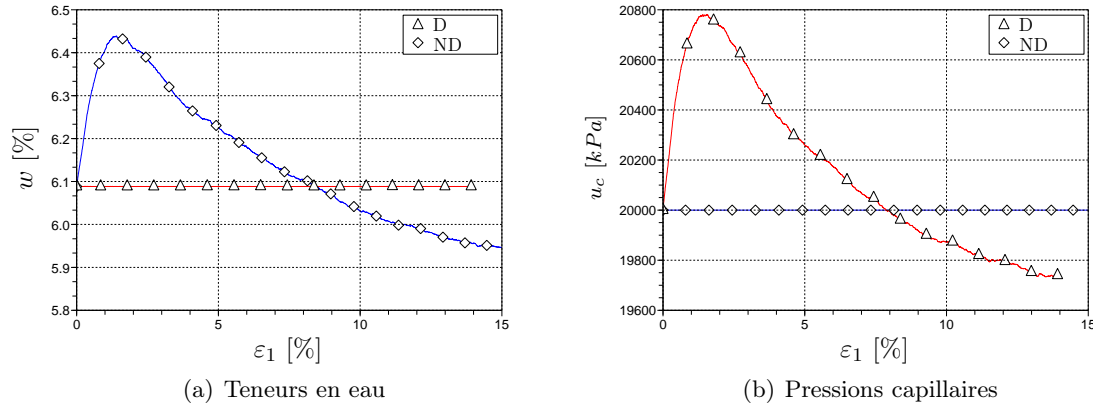 6.5
6.4
6.3
6.2
6.1
6.0
5.9
5.8
0
5
10
15
w [%]
ε₁ [%]
D
ND
(a) Teneurs en eau
20800
20600
20400
20200
20000
19800
19600
0
5
10
15
u_c [kPa]
ε₁ [%]
D
ND
(b) Pressions capillaires